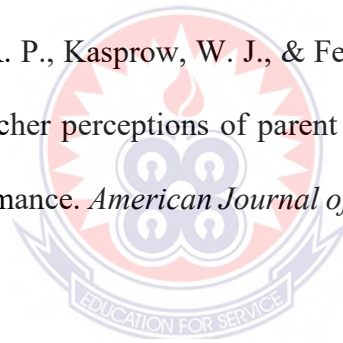 R. P., Kasprow, W. J., & Fe
cher perceptions of parent
mance. American Journal of
EDUCATION FOR SERVICE